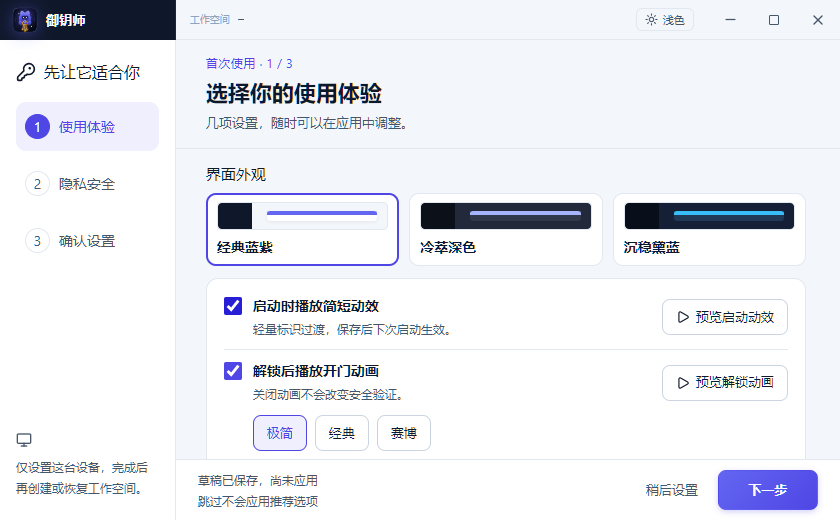 御钥师
工作空间 –
浅色
先让它适合你
1 使用体验
2 隐私安全
3 确认设置
仅设置这台设备，完成后
再创建或恢复工作空间。
首次使用 · 1 / 3
选择你的使用体验
几项设置，随时可以在应用中调整。
界面外观
经典蓝紫
冷萃深色
沉稳黛蓝
启动时播放简短动效
轻量标识过渡，保存后下次启动生效。
预览启动动效
解锁后播放开门动画
关闭动画不会改变安全验证。
预览解锁动画
极简
经典
赛博
草稿已保存，尚未应用
跳过不会应用推荐选项
稍后设置
下一步